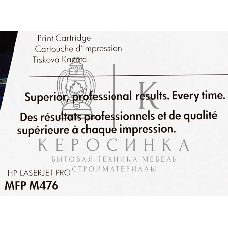 Print Cartridge
Cartouche d'impression
Tisková Kazeta
Superior, professional results. Every time.
Des résultats professionnels et de qualité
supérieure à chaque impression.
К
КЕРОСИНКА
БЫТОВАЯ ТЕХНИКА МЕБЕЛЬ
СТРОЙМАТЕРИАЛЫ
HP LASERJET PRO
MFP M476